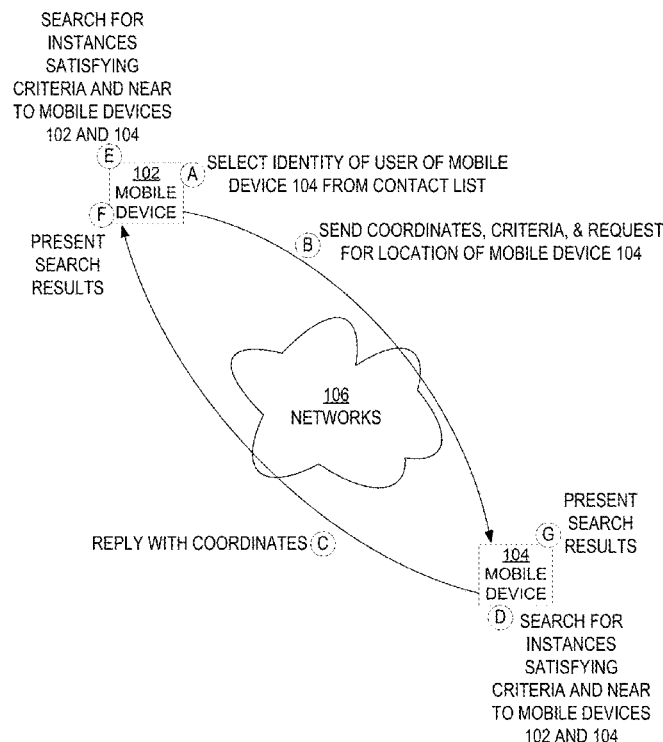 SEARCH FOR
INSTANCES
SATISFYING
CRITERIA AND NEAR
TO MOBILE DEVICES
102 AND 104
E
102
MOBILE
DEVICE
A
SELECT IDENTITY OF USER OF MOBILE
DEVICE 104 FROM CONTACT LIST
F
PRESENT
SEARCH
RESULTS
B
SEND COORDINATES, CRITERIA, & REQUEST
FOR LOCATION OF MOBILE DEVICE 104
106
NETWORKS
REPLY WITH COORDINATES C
PRESENT
SEARCH
RESULTS
G
104
MOBILE
DEVICE
D
SEARCH FOR
INSTANCES
SATISFYING
CRITERIA AND NEAR
TO MOBILE DEVICES
102 AND 104